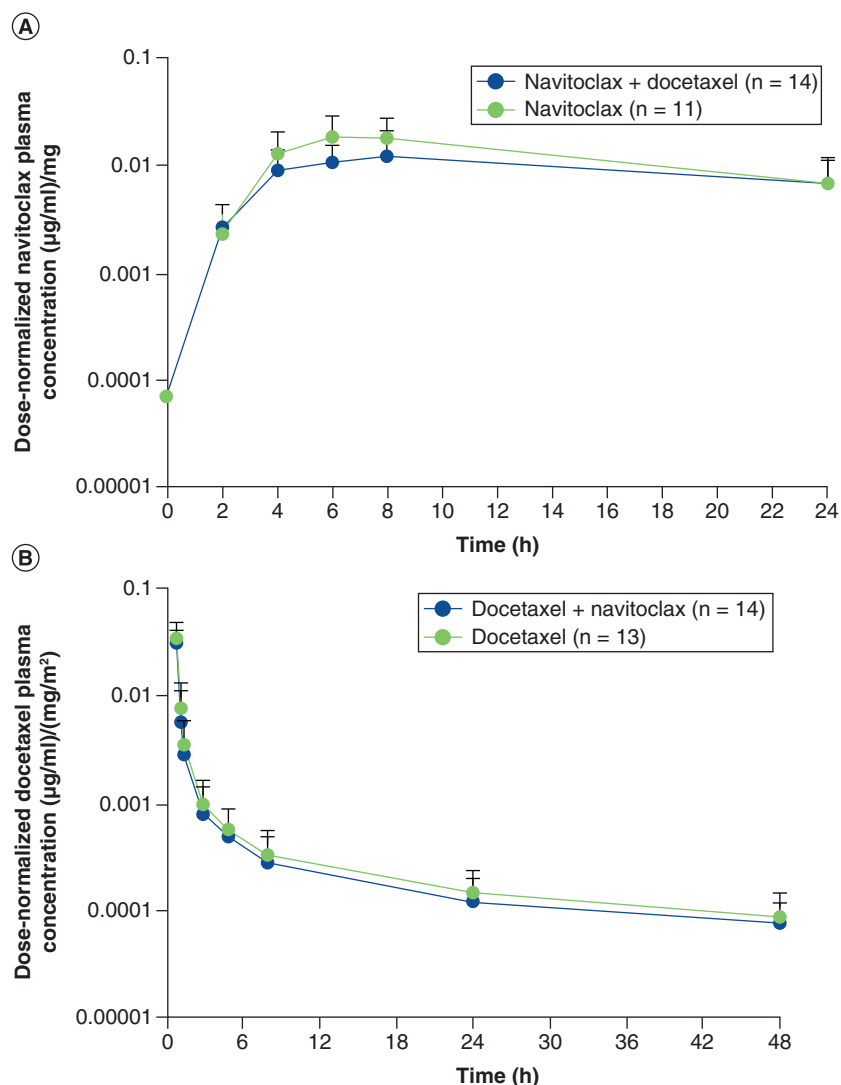 A
Dose-normalized navitoclax plasma
concentration (µg/ml)/mg
0.1
0.01
0.001
0.0001
0.00001
Navitoclax + docetaxel (n = 14)
Navitoclax (n = 11)
0 2 4 6 8 10 12 14 16 18 20 22 24
Time (h)
B
Dose-normalized docetaxel plasma
concentration (µg/ml)/(mg/m²)
0.1
0.01
0.001
0.0001
0.00001
Docetaxel + navitoclax (n = 14)
Docetaxel (n = 13)
0 6 12 18 24 30 36 42 48
Time (h)